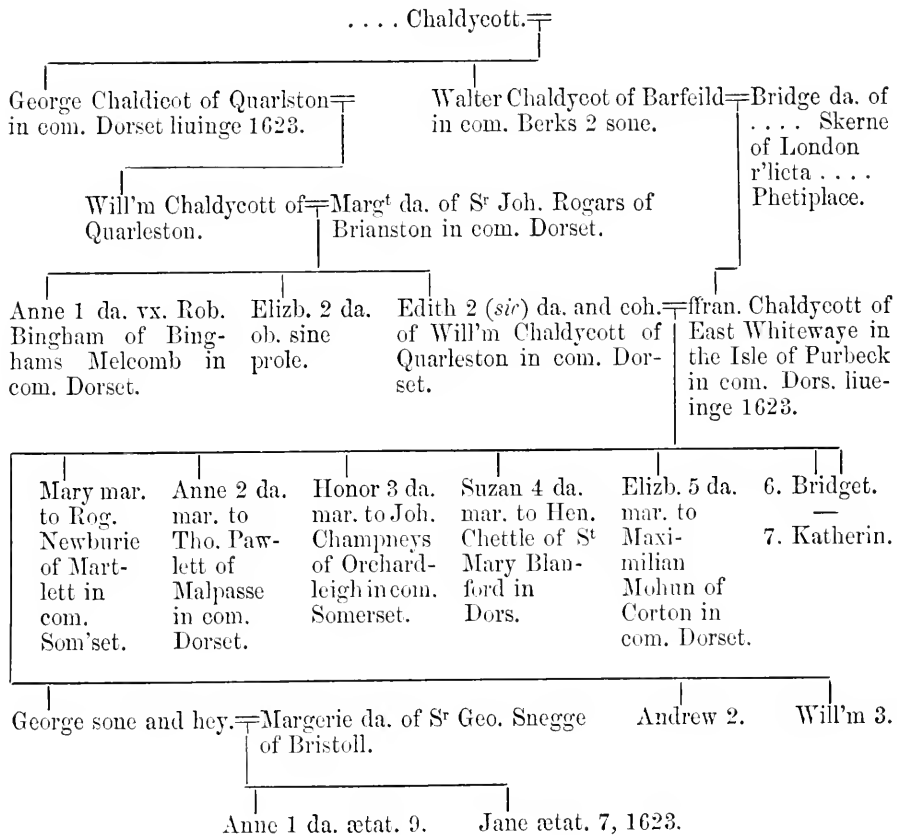 . . . . Chaldycott.
George Chaldicot of Quarlston
in com. Dorset liuinge 1623.
Walter Chaldycot of Barfeild
in com. Berks 2 sone.
Bridge da. of
. . . . Skerne
of London
r'licta . . . .
Phetiplace.
Will'm Chaldycott of
Quarleston.
Margᵗ da. of Sʳ Joh. Rogars of
Brianston in com. Dorset.
Anne 1 da. vx. Rob.
Bingham of Bing-
hams Melcomb in
com. Dorset.
Elizb. 2 da.
ob. sine
prole.
Edith 2 (sic) da. and coh.
of Will'm Chaldycott of
Quarleston in com. Dor-
set.
ffran. Chaldycott of
East Whitewaye in
the Isle of Purbeck
in com. Dors. liue-
inge 1623.
Mary mar.
to Rog.
Newburie
of Mart-
lett in
com.
Som'set.
Anne 2 da.
mar. to
Tho. Paw-
lett of
Malpasse
in com.
Dorset.
Honor 3 da.
mar. to Joh.
Champneys
of Orchard-
leigh in com.
Somerset.
Suzan 4 da.
mar. to Hen.
Chettle of Sᵗ
Mary Blan-
ford in
Dors.
Elizb. 5 da.
mar. to
Maxi-
milian
Mohun of
Corton in
com. Dorset.
6. Bridget.
—
7. Katherin.
George sone and hey.
Margerie da. of Sʳ Geo. Snegge
of Bristoll.
Andrew 2.
Will'm 3.
Anne 1 da. ætat. 9.
Jane ætat. 7, 1623.